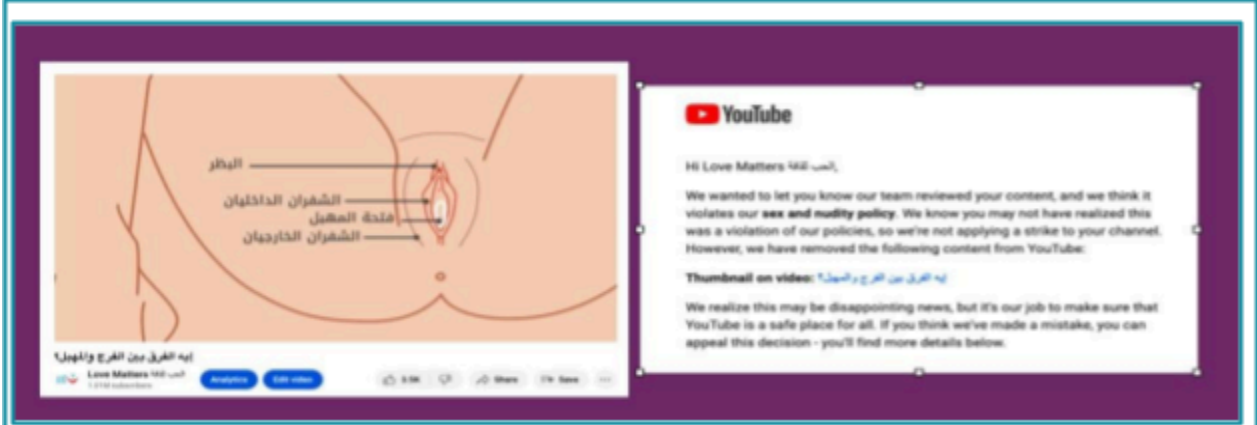 البظر
الشفران الداخليان
فتحة المهبل
الشفران الخارجيان
إيه الفرق بين الفرج والمهبل؟
Love Matters الحب ثقافة
1.01M subscribers
Analytics
Edit video
3.5K
Share
Save
YouTube
Hi Love Matters الحب ثقافة,
We wanted to let you know our team reviewed your content, and we think it
violates our sex and nudity policy. We know you may not have realized this
was a violation of our policies, so we're not applying a strike to your channel.
However, we have removed the following content from YouTube:
Thumbnail on video: إيه الفرق بين الفرج والمهبل؟
We realize this may be disappointing news, but it's our job to make sure that
YouTube is a safe place for all. If you think we've made a mistake, you can
appeal this decision - you'll find more details below.